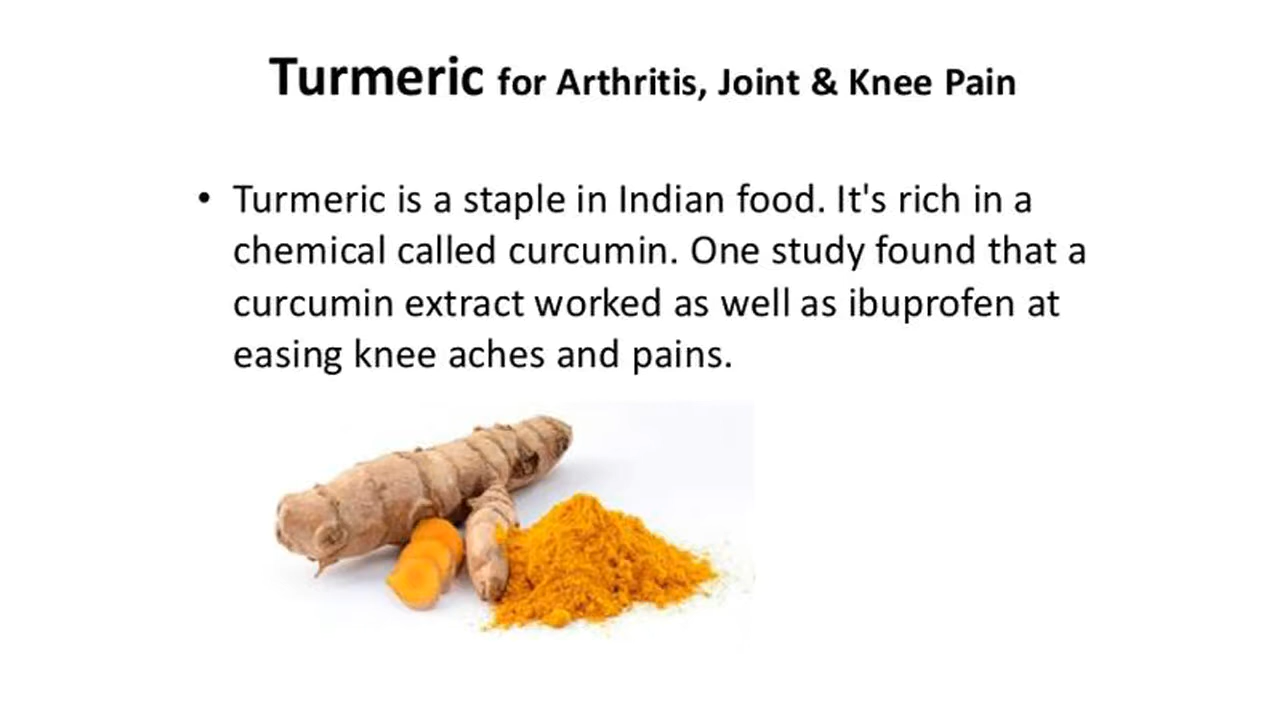 Turmeric for Arthritis, Joint & Knee Pain
• Turmeric is a staple in Indian food. It's rich in a
chemical called curcumin. One study found that a
curcumin extract worked as well as ibuprofen at
easing knee aches and pains.